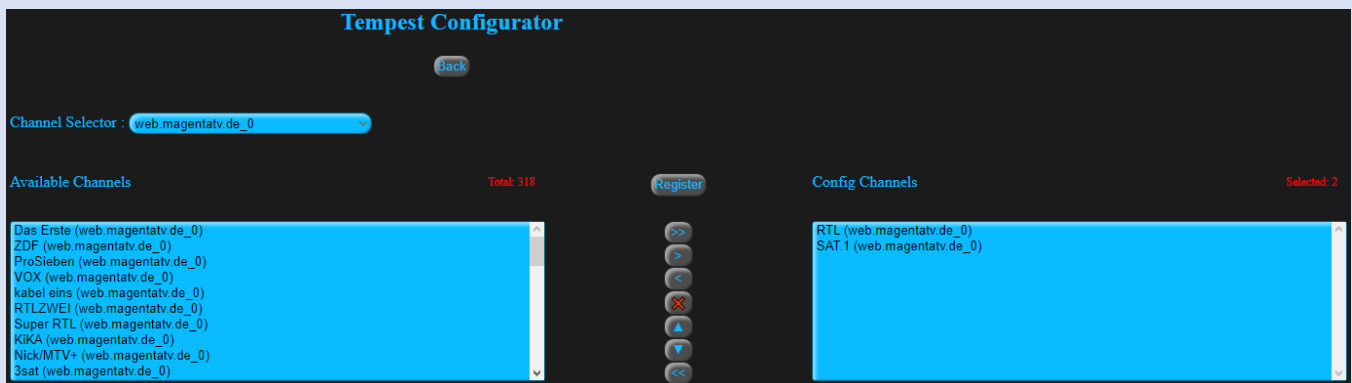 Tempest Configurator
Back
Channel Selector : web.magentatv.de_0
Available Channels
Total: 318
Register
Config Channels
Selected: 2
Das Erste (web.magentatv.de_0)
ZDF (web.magentatv.de_0)
ProSieben (web.magentatv.de_0)
VOX (web.magentatv.de_0)
kabel eins (web.magentatv.de_0)
RTLZWEI (web.magentatv.de_0)
Super RTL (web.magentatv.de_0)
KiKA (web.magentatv.de_0)
Nick/MTV+ (web.magentatv.de_0)
3sat (web.magentatv.de_0)
>>
>
<
<<
RTL (web.magentatv.de_0)
SAT.1 (web.magentatv.de_0)